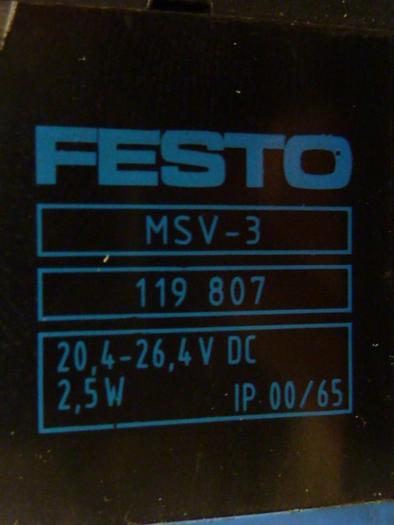 FESTO
MSV-3
119 807
20,4-26,4 V DC
2,5 W IP 00/65